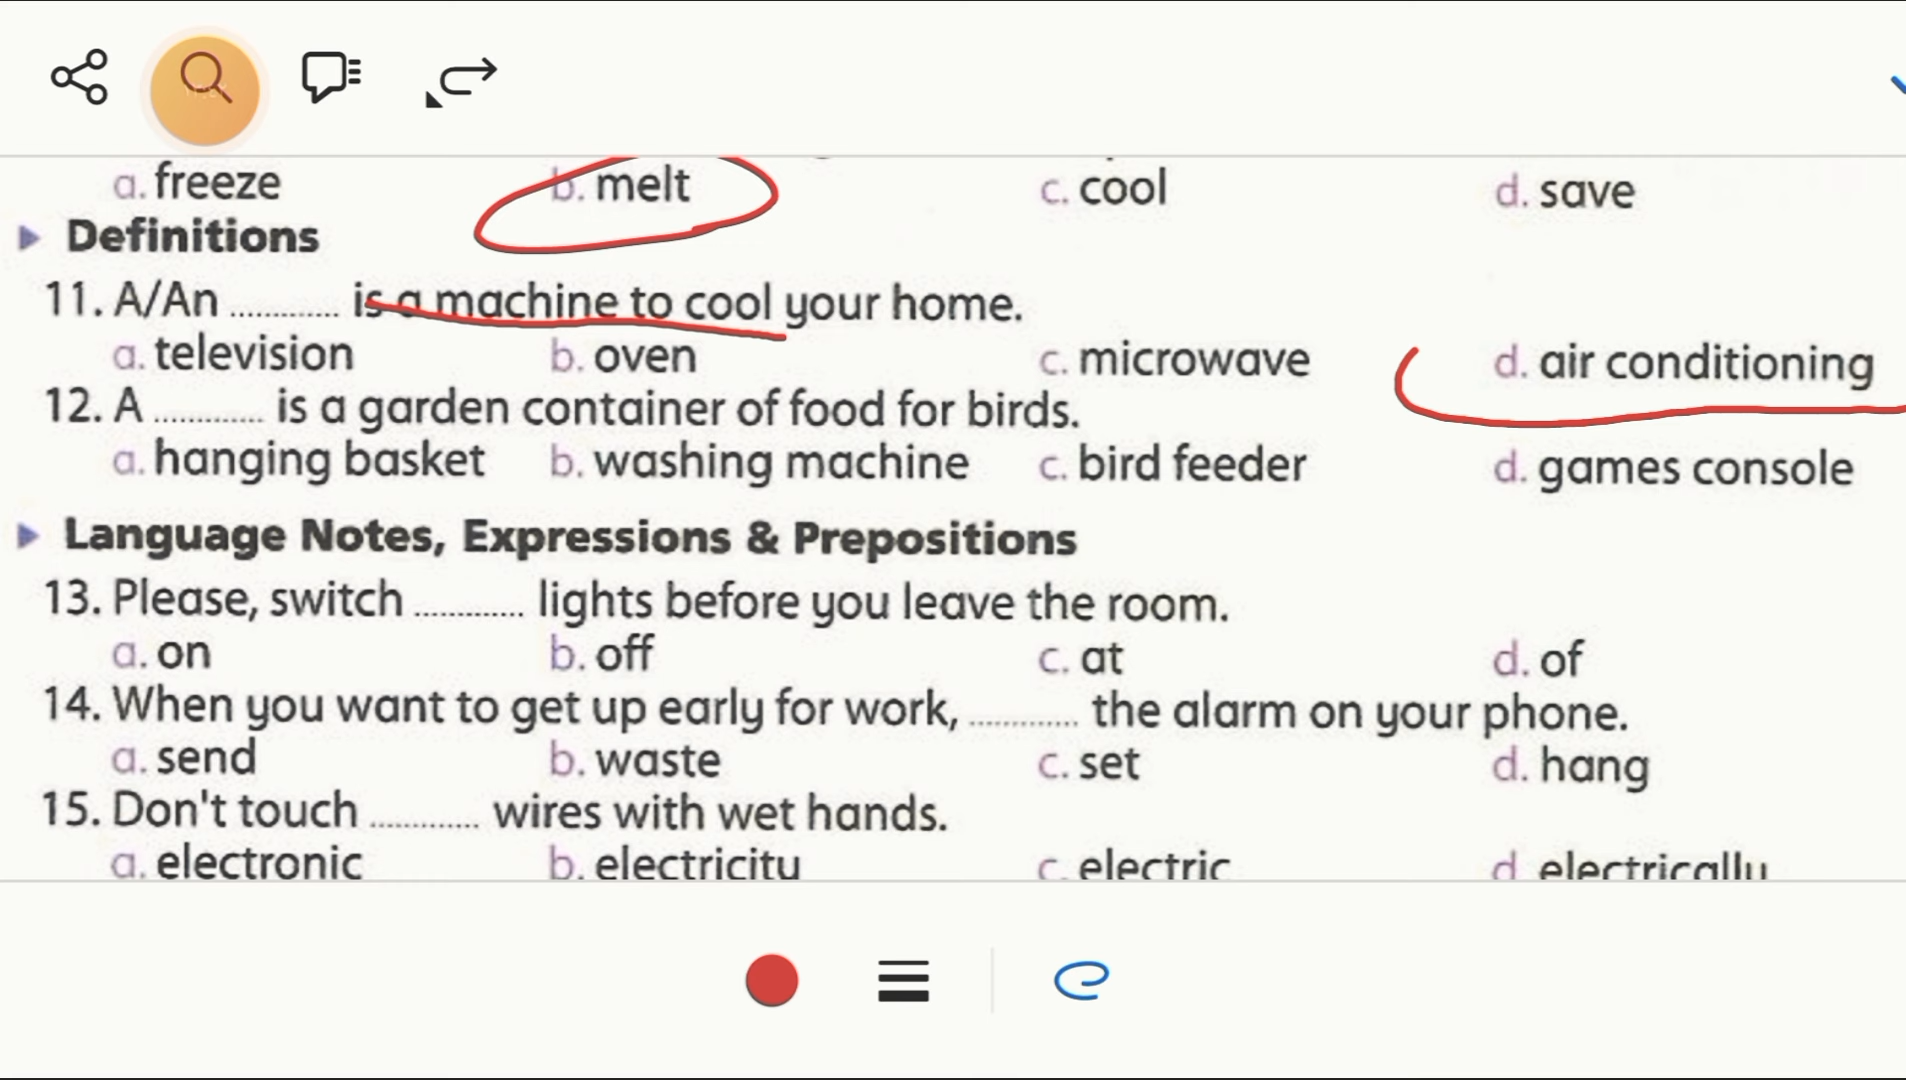 a. freeze b. melt c. cool d. save
Definitions
11. A/An ............ is a machine to cool your home.
a. television b. oven c. microwave d. air conditioning
12. A ............ is a garden container of food for birds.
a. hanging basket b. washing machine c. bird feeder d. games console
Language Notes, Expressions & Prepositions
13. Please, switch ............ lights before you leave the room.
a. on b. off c. at d. of
14. When you want to get up early for work, ............ the alarm on your phone.
a. send b. waste c. set d. hang
15. Don't touch ............ wires with wet hands.
a. electronic b. electricity c. electric d. electrically